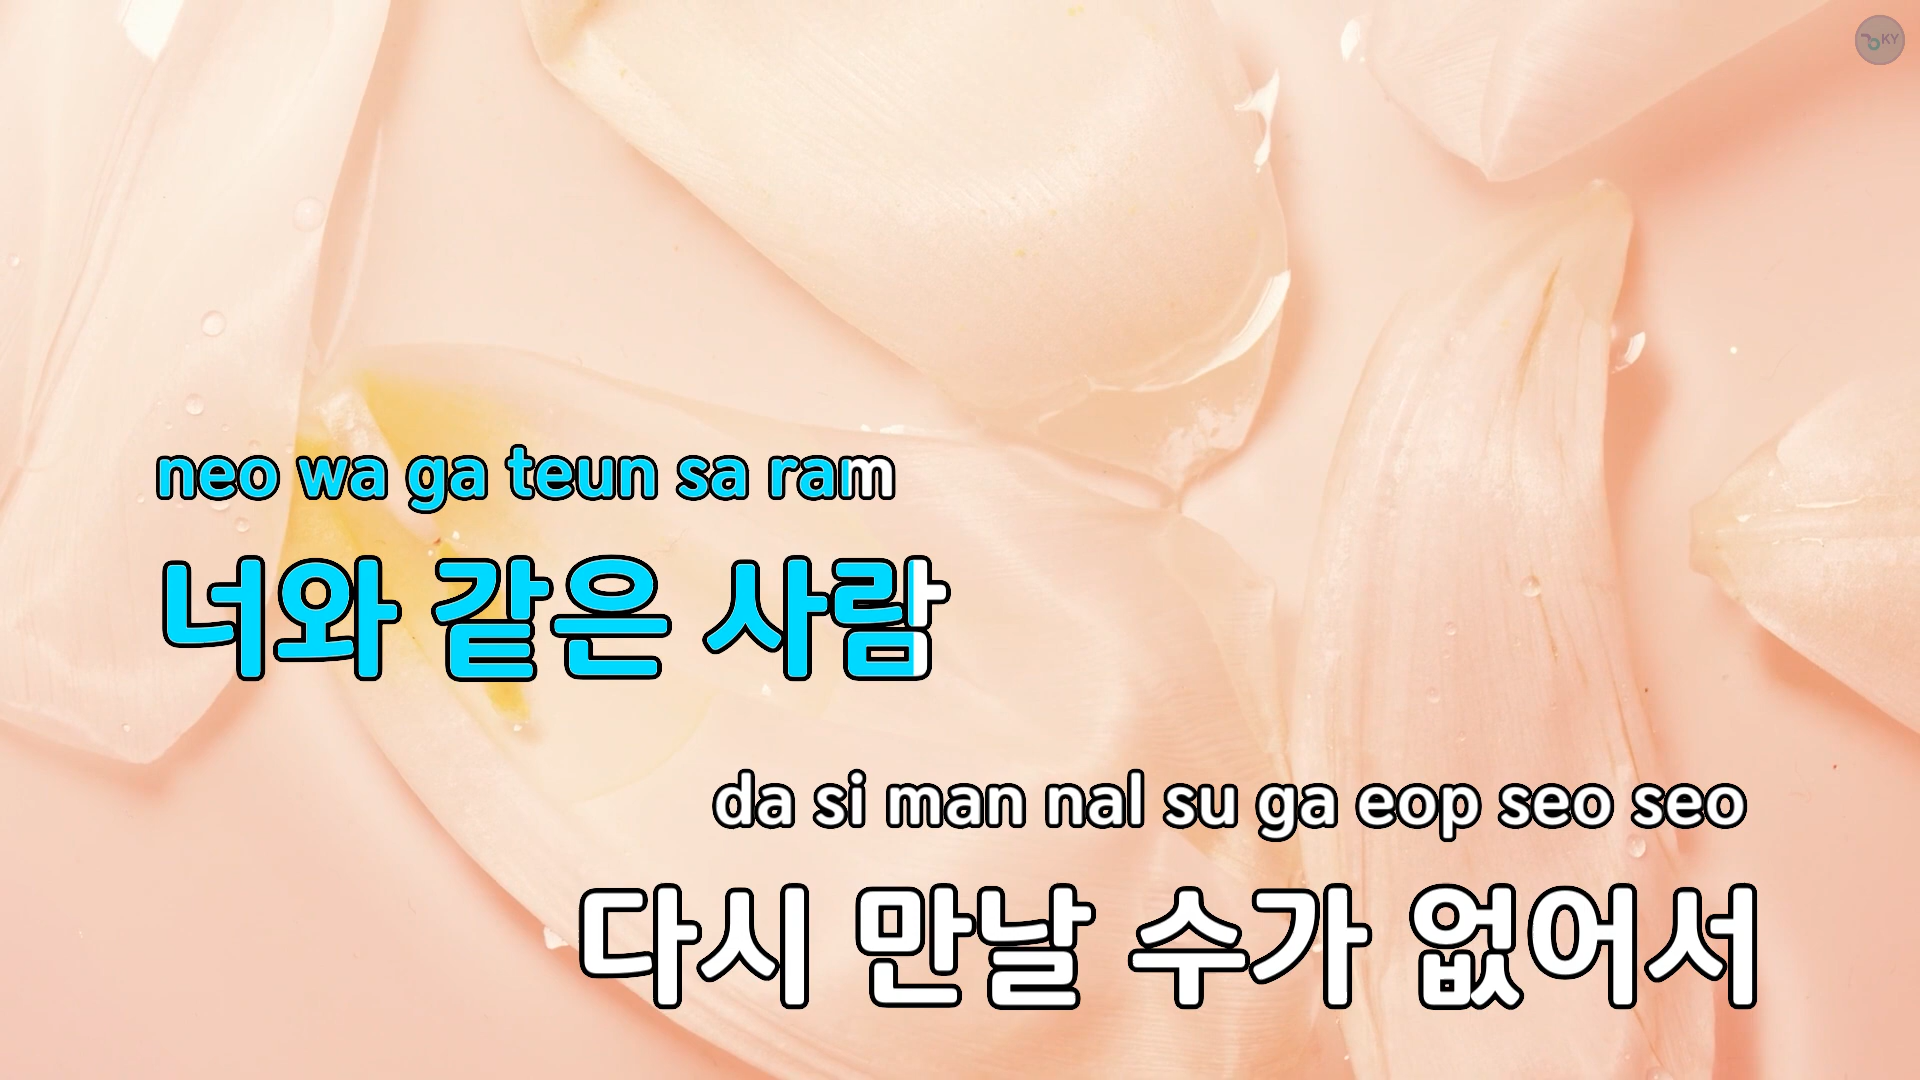 KY
neo wa ga teun sa ram
너와 같은 사람
da si man nal su ga eop seo seo
다시 만날 수가 없어서